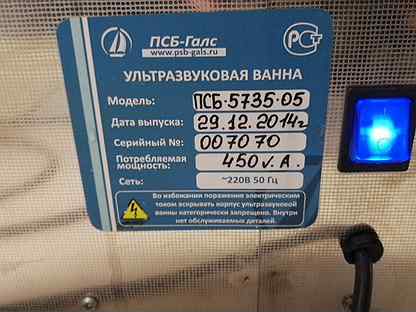 ПСБ-Галс
www.psb-gals.ru
РСТ
УЛЬТРАЗВУКОВАЯ ВАННА
Модель: ПСБ-5735-05
Дата выпуска: 29.12.2014г
Серийный № 007070
Потребляемая мощность: 450 V.A.
Сеть: ~220В 50 Гц
Во избежания поражения электрическим
током вскрывать корпус ультразвуковой
ванны категорически запрещено. Внутри
нет обслуживаемых деталей.